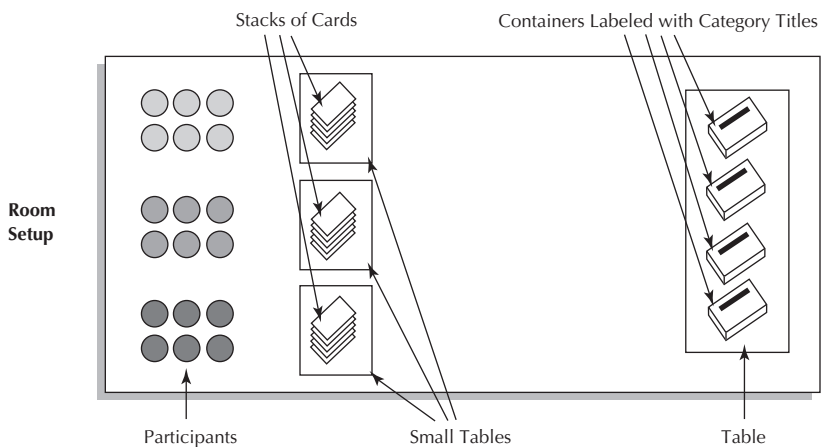 Stacks of Cards
Containers Labeled with Category Titles
Room
Setup
Participants
Small Tables
Table